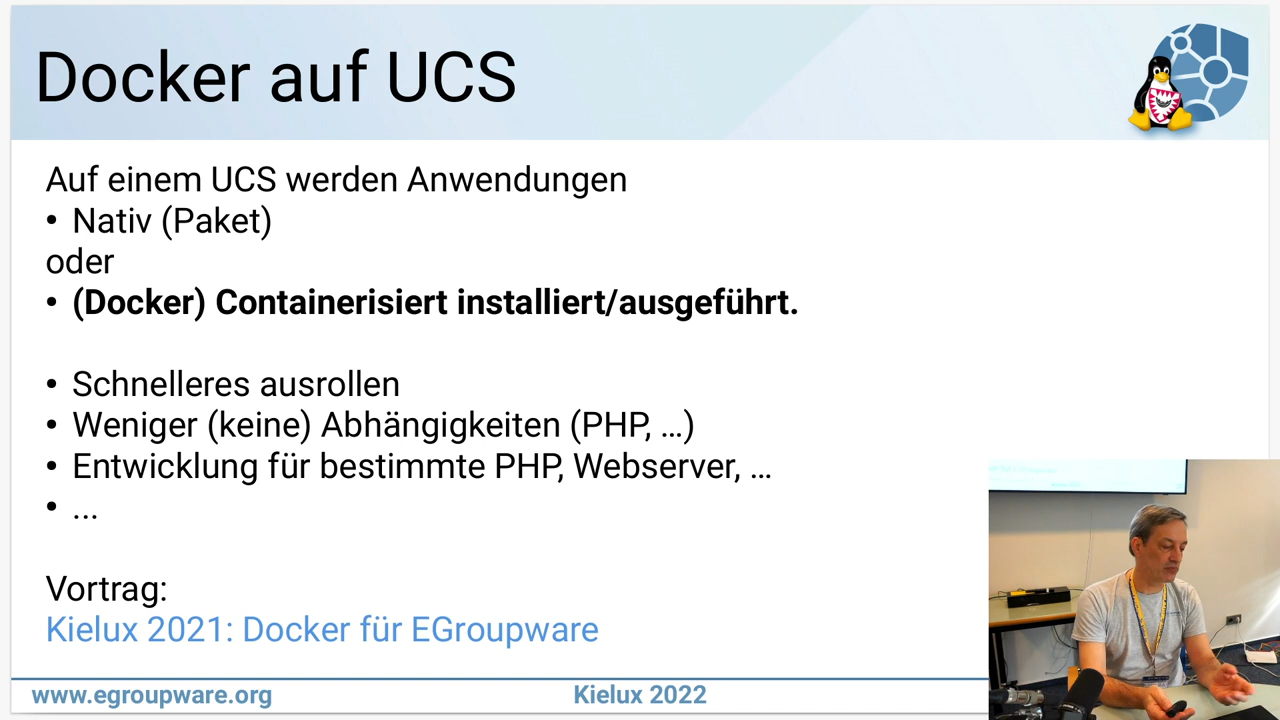 Docker auf UCS
Auf einem UCS werden Anwendungen
• Nativ (Paket)
oder
• (Docker) Containerisiert installiert/ausgeführt.
• Schnelleres ausrollen
• Weniger (keine) Abhängigkeiten (PHP, …)
• Entwicklung für bestimmte PHP, Webserver, …
• ...
Vortrag:
Kielux 2021: Docker für EGroupware
www.egroupware.org
Kielux 2022